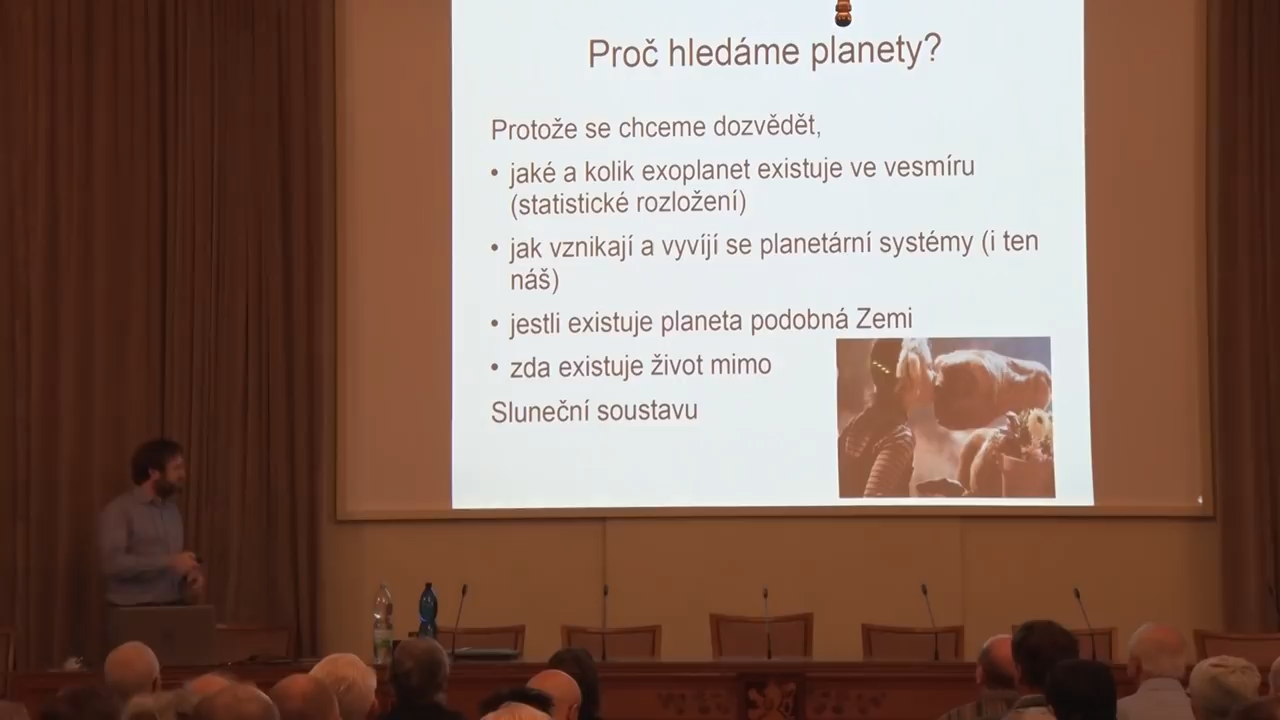 Proč hledáme planety?
Protože se chceme dozvědět,
• jaké a kolik exoplanet existuje ve vesmíru
(statistické rozložení)
• jak vznikají a vyvíjí se planetární systémy (i ten
náš)
• jestli existuje planeta podobná Zemi
• zda existuje život mimo
Sluneční soustavu